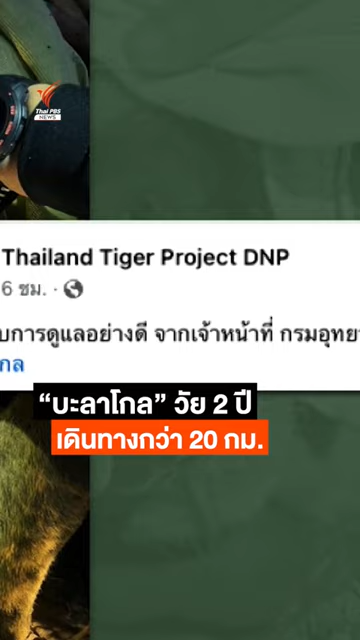 Thai PBS
NEWS
Thailand Tiger Project DNP
6 ชม. ·
บการดูแลอย่างดี จากเจ้าหน้าที่ กรมอุทย
กล
“บะลาโกล” วัย 2 ปี
เดินทางกว่า 20 กม.